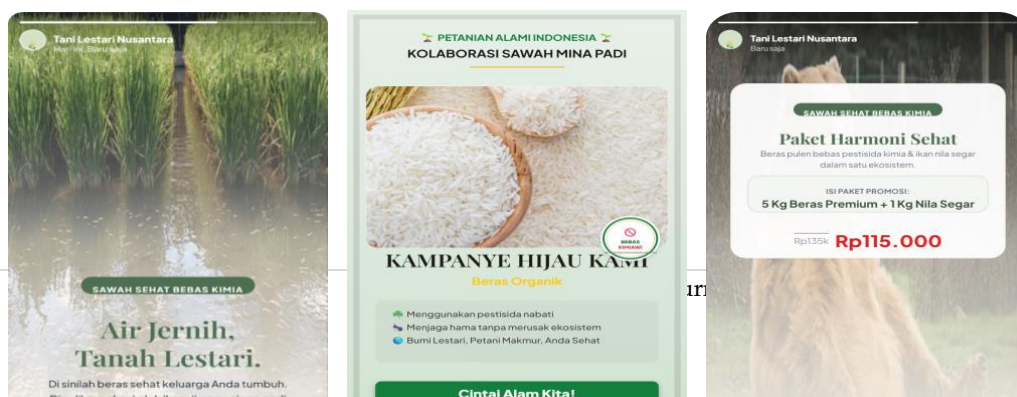 Tani Lestari Nusantara
Hari ini, Baru saja
SAWAH SEHAT BEBAS KIMIA
Air Jernih,
Tanah Lestari.
Di sinilah beras sehat keluarga Anda tumbuh.
PETANIAN ALAMI INDONESIA
KOLABORASI SAWAH MINA PADI
BEBAS
KIMIAWI
KAMPANYE HIJAU KAMI
Beras Organik
Menggunakan pestisida nabati
Menjaga hama tanpa merusak ekosistem
Bumi Lestari, Petani Makmur, Anda Sehat
Cintai Alam Kita!
Tani Lestari Nusantara
Baru saja
SAWAH SEHAT BEBAS KIMIA
Paket Harmoni Sehat
Beras pulen bebas pestisida kimia & ikan nila segar
dalam satu ekosistem.
ISI PAKET PROMOSI:
5 Kg Beras Premium + 1 Kg Nila Segar
Rp135k Rp115.000